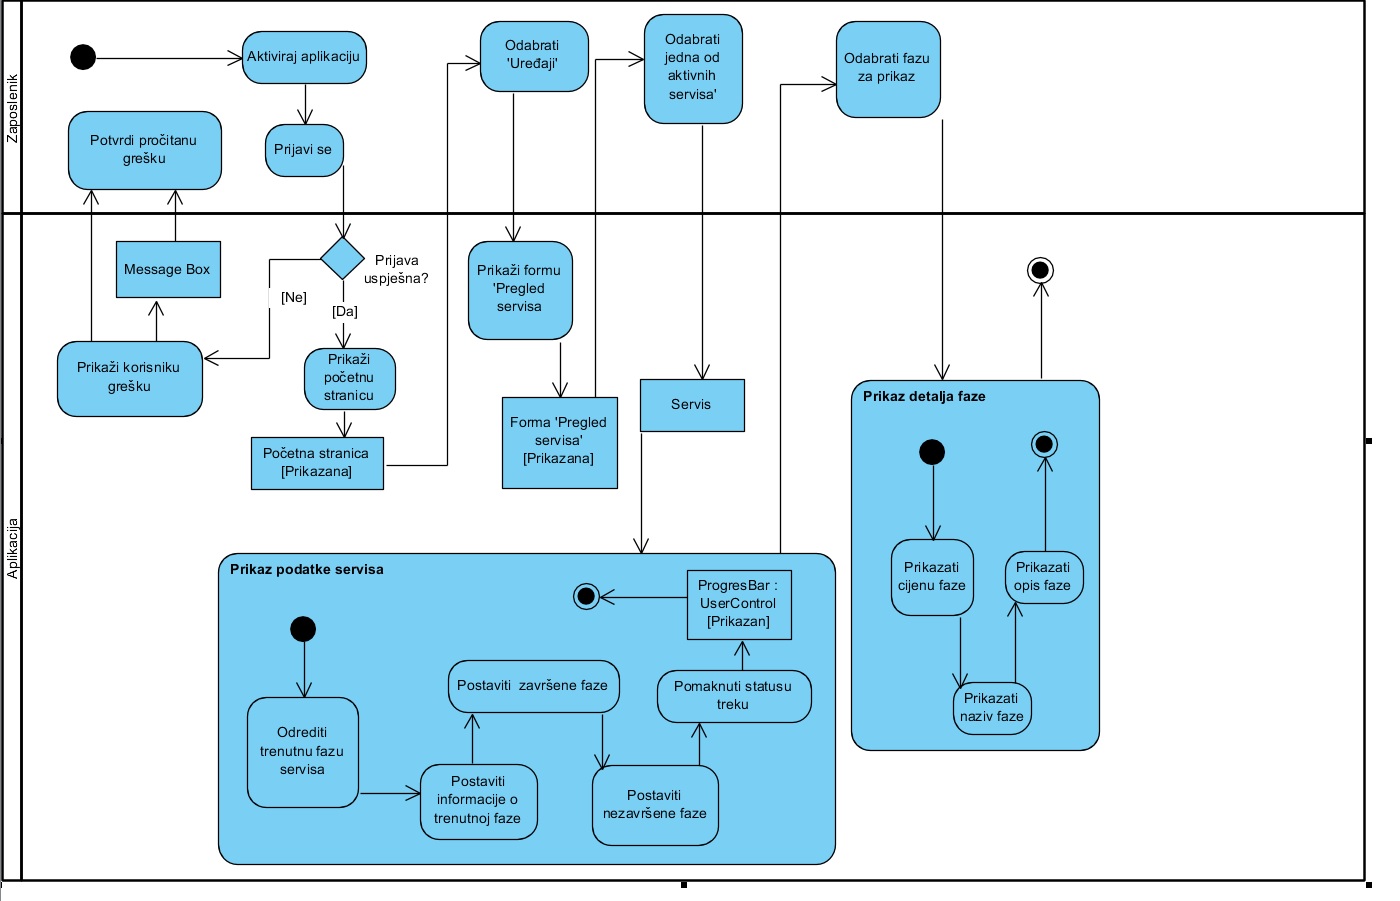 Zaposlenik
Aktiviraj aplikaciju
Prijavi se
Potvrdi pročitanu
grešku
Odabrati
'Uređaji'
Odabrati
jedna od
aktivnih
servisa'
Odabrati fazu
za prikaz
Aplikacija
Message Box
Prijava
uspješna?
[Ne]
[Da]
Prikaži korisniku
grešku
Prikaži
početnu
stranicu
Početna stranica
[Prikazana]
Prikaži formu
'Pregled
servisa
Forma 'Pregled
servisa'
[Prikazana]
Servis
Prikaz podatke servisa
Odrediti
trenutnu fazu
servisa
Postaviti
informacije o
trenutnoj faze
Postaviti  završene faze
Postaviti
nezavršene faze
Pomaknuti statusu
treku
ProgresBar :
UserControl
[Prikazan]
Prikaz detalja faze
Prikazati
cijenu faze
Prikazati
naziv faze
Prikazati
opis faze